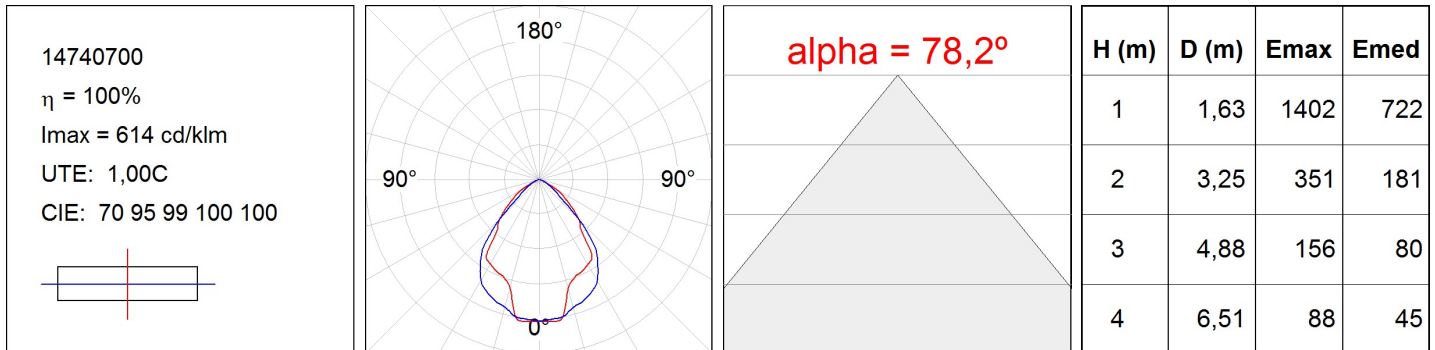 14740700
η = 100%
Imax = 614 cd/klm
UTE: 1,00C
CIE: 70 95 99 100 100
180°
90° 90°
0°
alpha = 78,2º
H (m) D (m) Emax Emed
1 1,63 1402 722
2 3,25 351 181
3 4,88 156 80
4 6,51 88 45